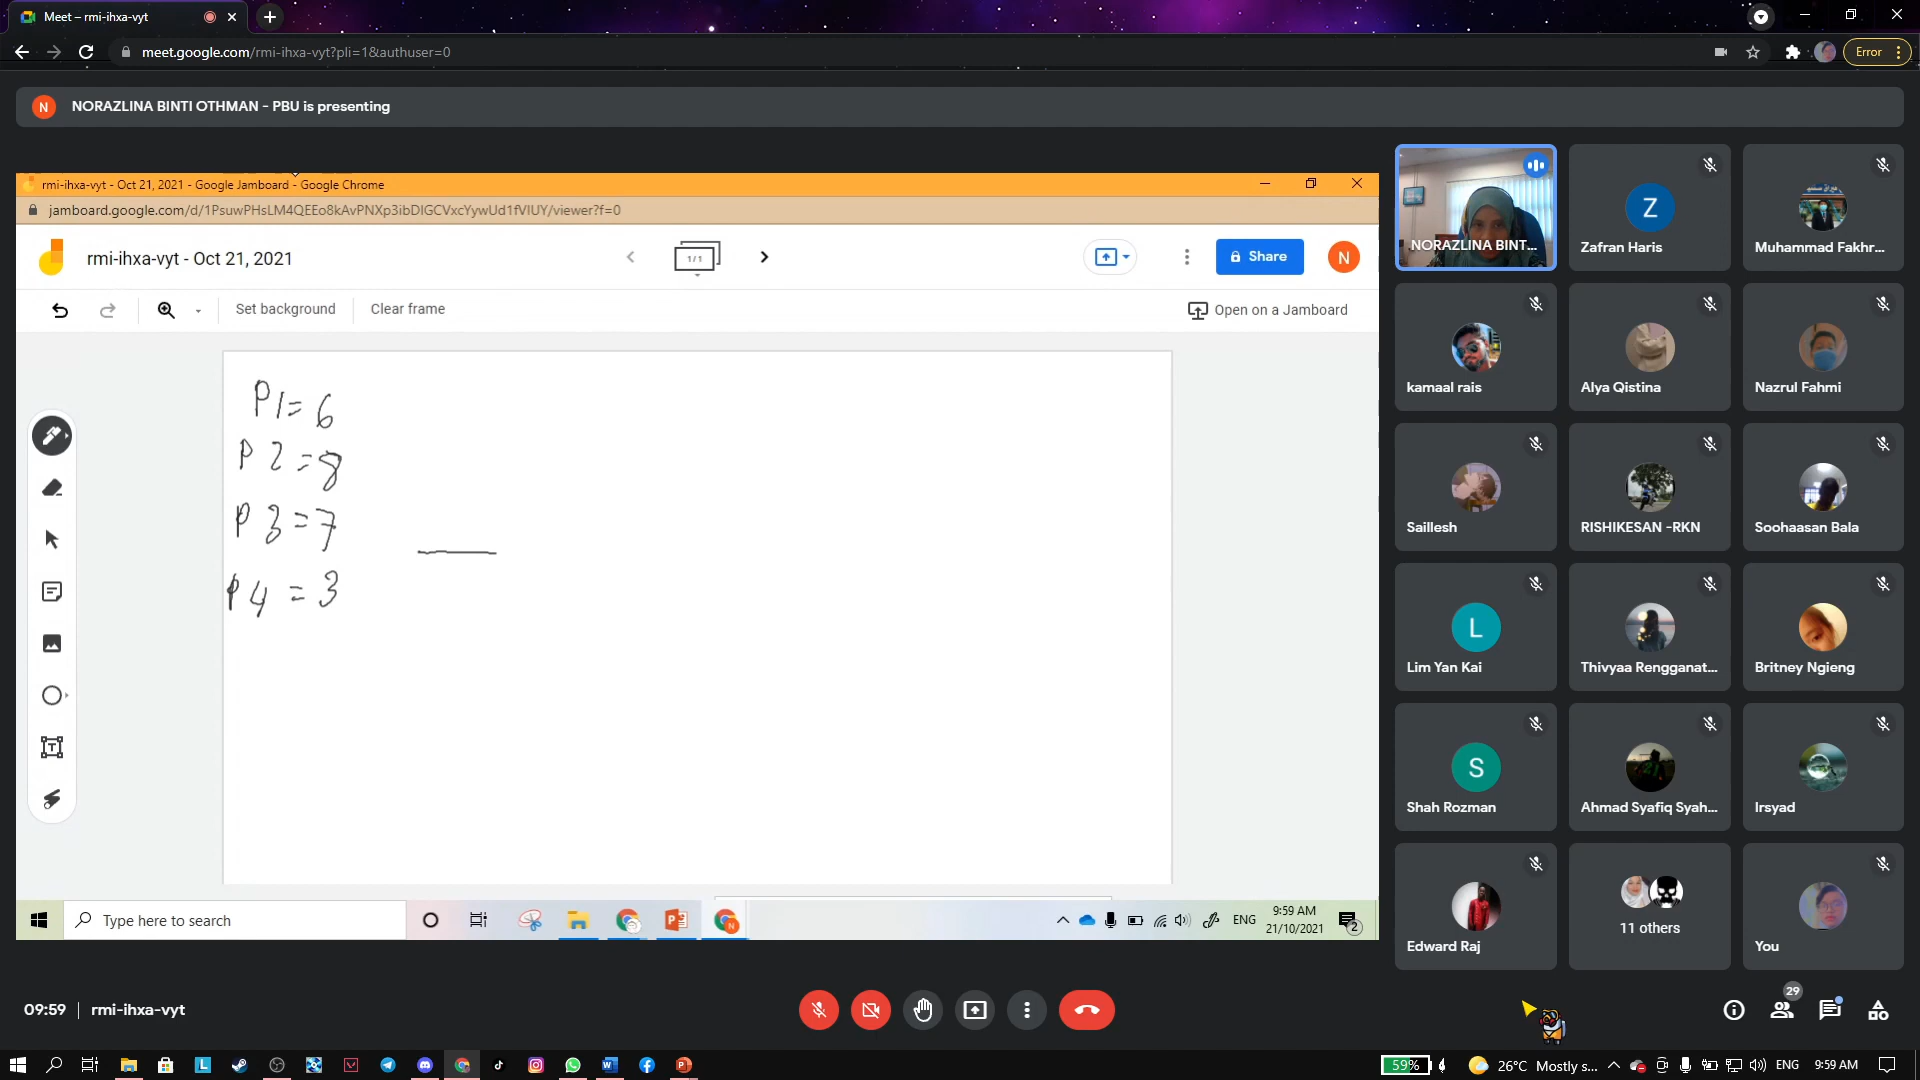 Meet – rmi-ihxa-vyt
meet.google.com/rmi-ihxa-vyt?pli=1&authuser=0
Error
N
NORAZLINA BINTI OTHMAN - PBU is presenting
rmi-ihxa-vyt - Oct 21, 2021 - Google Jamboard - Google Chrome
jamboard.google.com/d/1PsuwPHsLM4QEEo8kAvPNXp3ibDIGCVxcYywUd1fVIUY/viewer?f=0
rmi-ihxa-vyt - Oct 21, 2021
1/1
Share
N
Set background
Clear frame
Open on a Jamboard
P1 = 6
P2 = 8
P3 = 7
P4 = 3
Type here to search
ENG
9:59 AM
21/10/2021
2
NORAZLINA BINT...
Z
Zafran Haris
Muhammad Fakhr...
kamaal rais
Alya Qistina
Nazrul Fahmi
Saillesh
RISHIKESAN -RKN
Soohaasan Bala
L
Lim Yan Kai
Thivyaa Rengganat...
Britney Ngieng
S
Shah Rozman
Ahmad Syafiq Syah...
Irsyad
Edward Raj
11 others
You
09:59 | rmi-ihxa-vyt
29
59%
26°C Mostly s...
ENG
9:59 AM